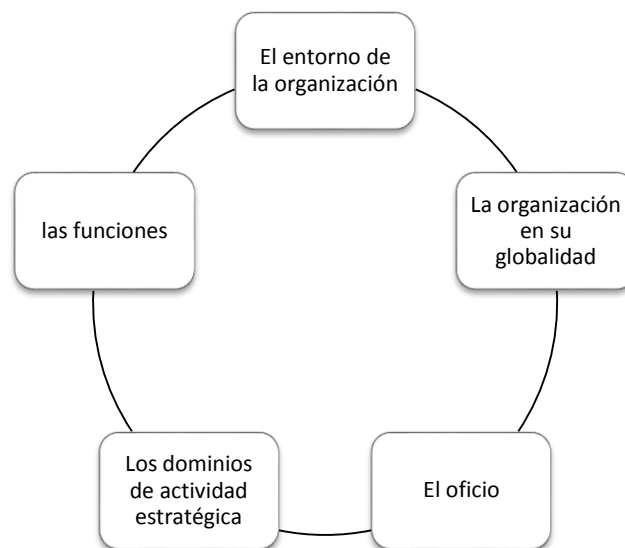 El entorno de
la organización
La organización
en su
globalidad
El oficio
Los dominios
de actividad
estratégica
las funciones